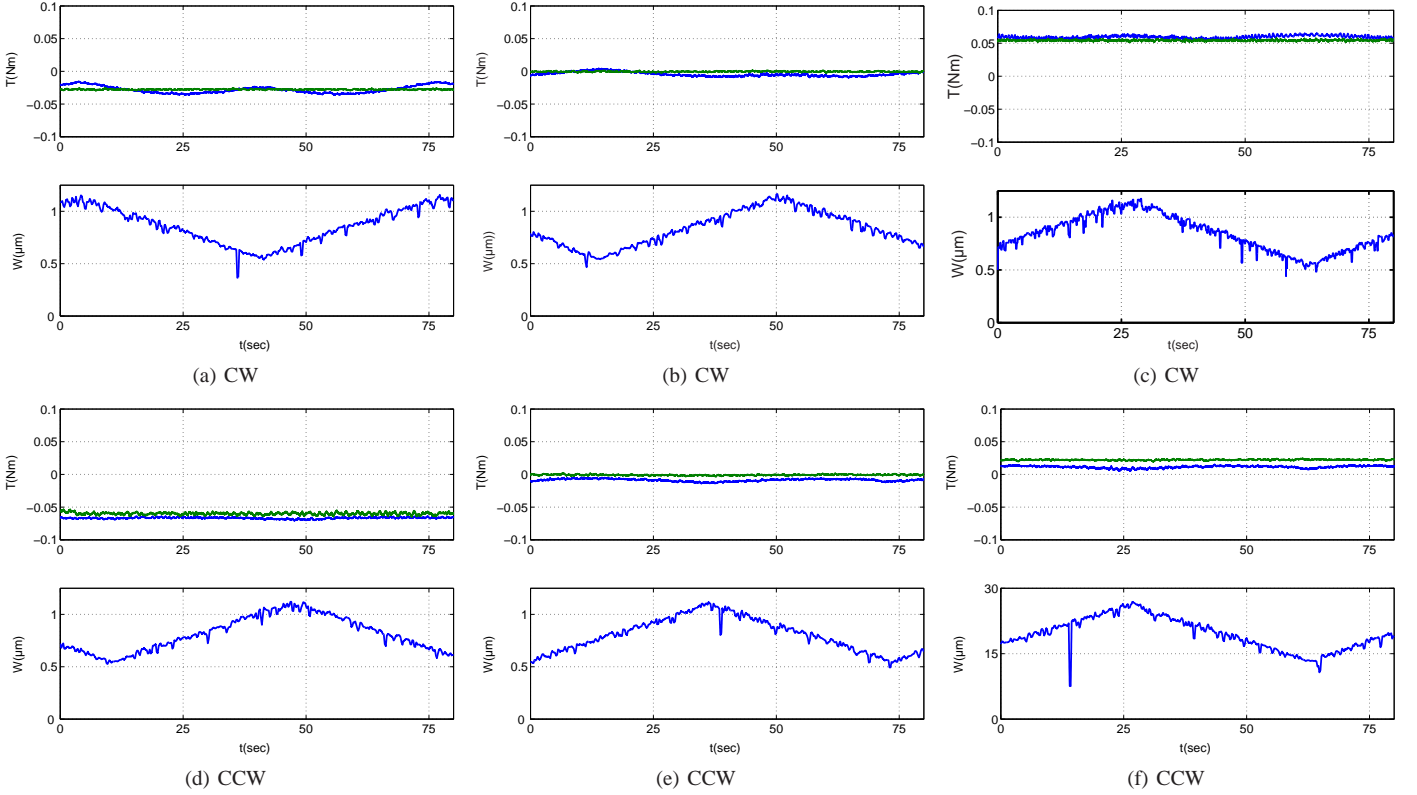 0.1 0.1 0.1
0.05 0.05 0.05
0 0 0
−0.05 −0.05 −0.05
−0.1 −0.1 −0.1
T(Nm) T(Nm) T(Nm)
0 25 50 75 0 25 50 75 0 25 50 75
1 1 1
0.5 0.5 0.5
0 0 0
W(μm) W(μm)) W(μm)
0 25 50 75 0 25 50 75 0 25 50 75
t(sec) t(sec) t(sec)
(a) CW (b) CW (c) CW
0.1 0.1 0.1
0.05 0.05 0.05
0 0 0
−0.05 −0.05 −0.05
−0.1 −0.1 −0.1
T(Nm) T(Nm) T(Nm)
0 25 50 75 0 25 50 75 0 25 50 75
1 1 30
0.5 0.5 15
0 0 0
W(μm) W(μm) W(μm)
0 25 50 75 0 25 50 75 0 25 50 75
t(sec) t(sec) t(sec)
(d) CCW (e) CCW (f) CCW